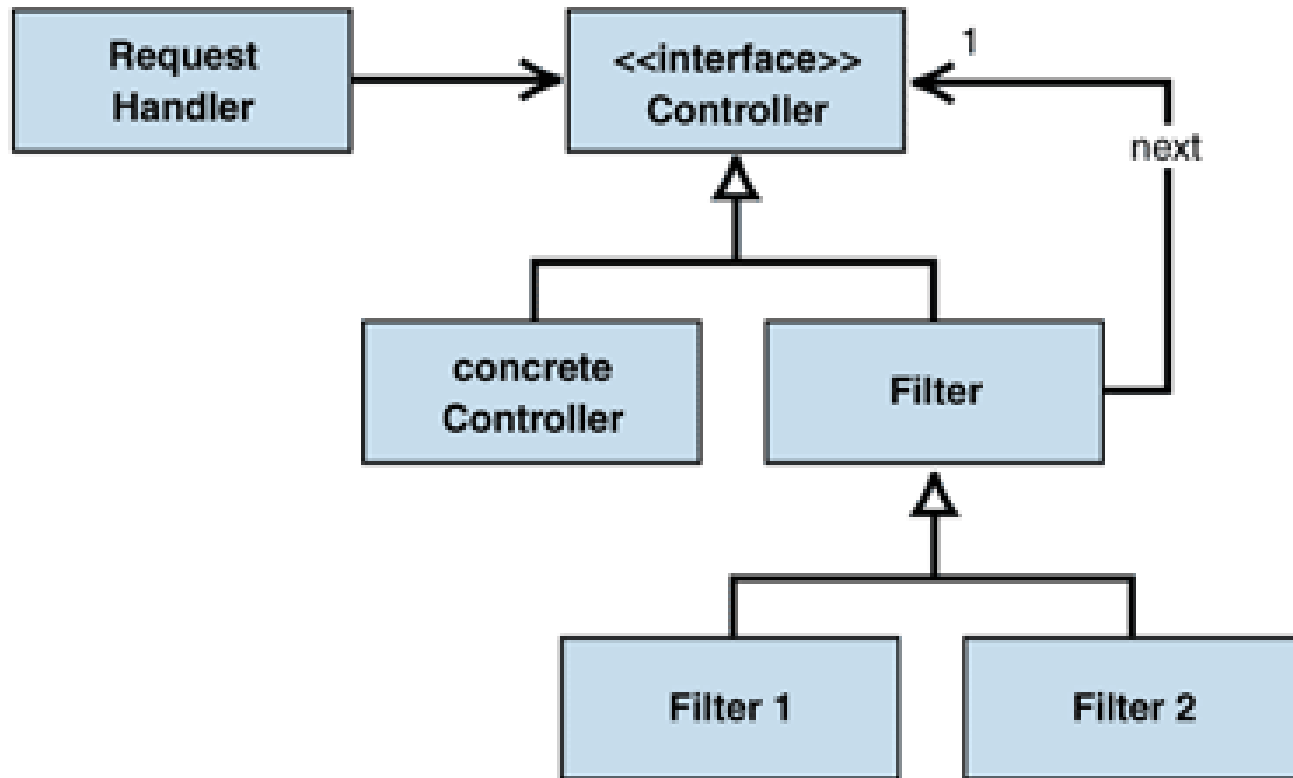 Request
Handler
<<interface>>
Controller
1
next
concrete
Controller
Filter
Filter 1
Filter 2